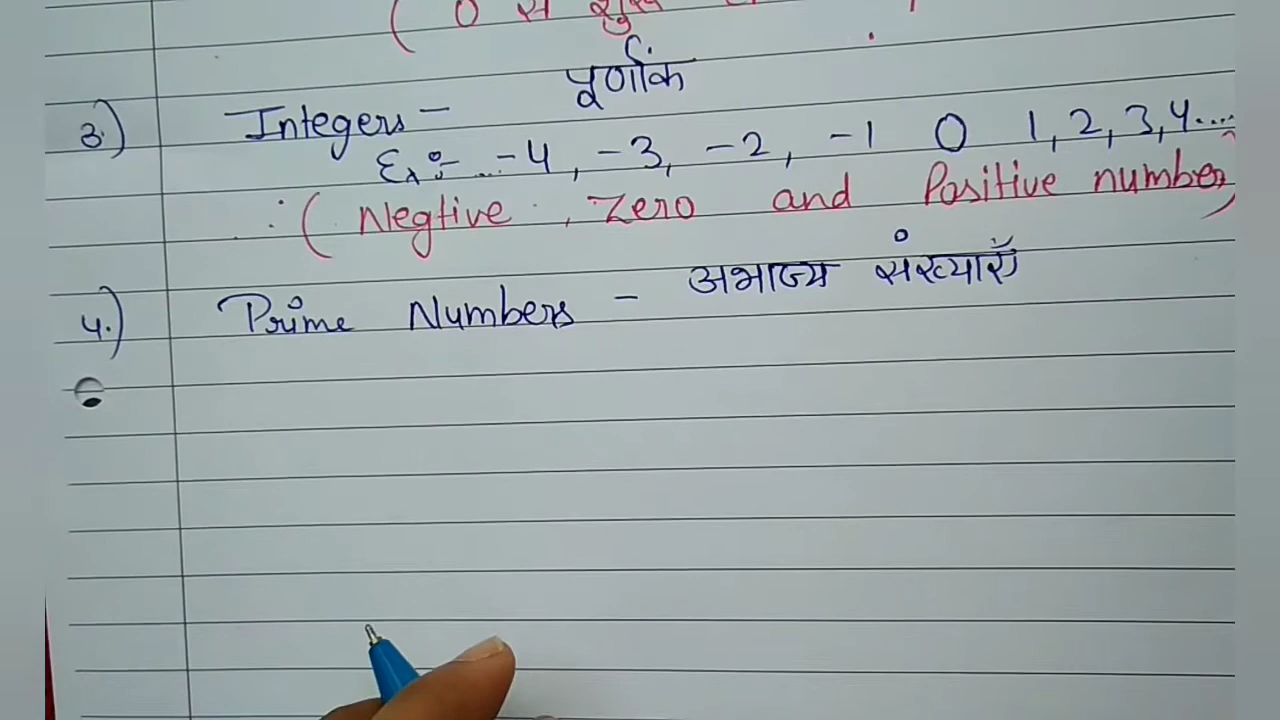 ( 0 से शुरू
3.) Integers – पूर्णांक
Ex:- ... -4, -3, -2, -1 0 1, 2, 3, 4....
∴ ( Negtive , Zero and Positive number )
4.) Prime Numbers – अभाज्य संख्याएँ